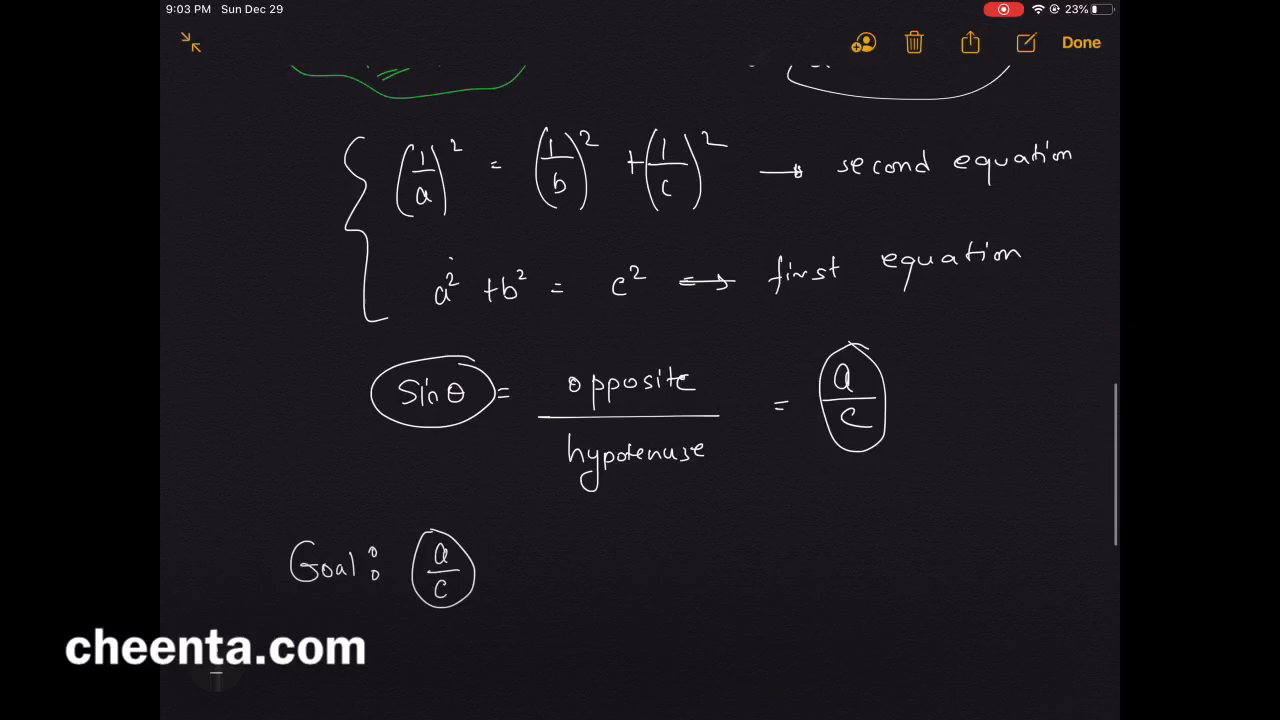 9:03 PM Sun Dec 29 23%
Done
(1/a)² = (1/b)² + (1/c)² → second equation
a² + b² = c² → first equation
Sinθ = opposite/hypotenuse = a/c
Goal: a/c
cheenta.com